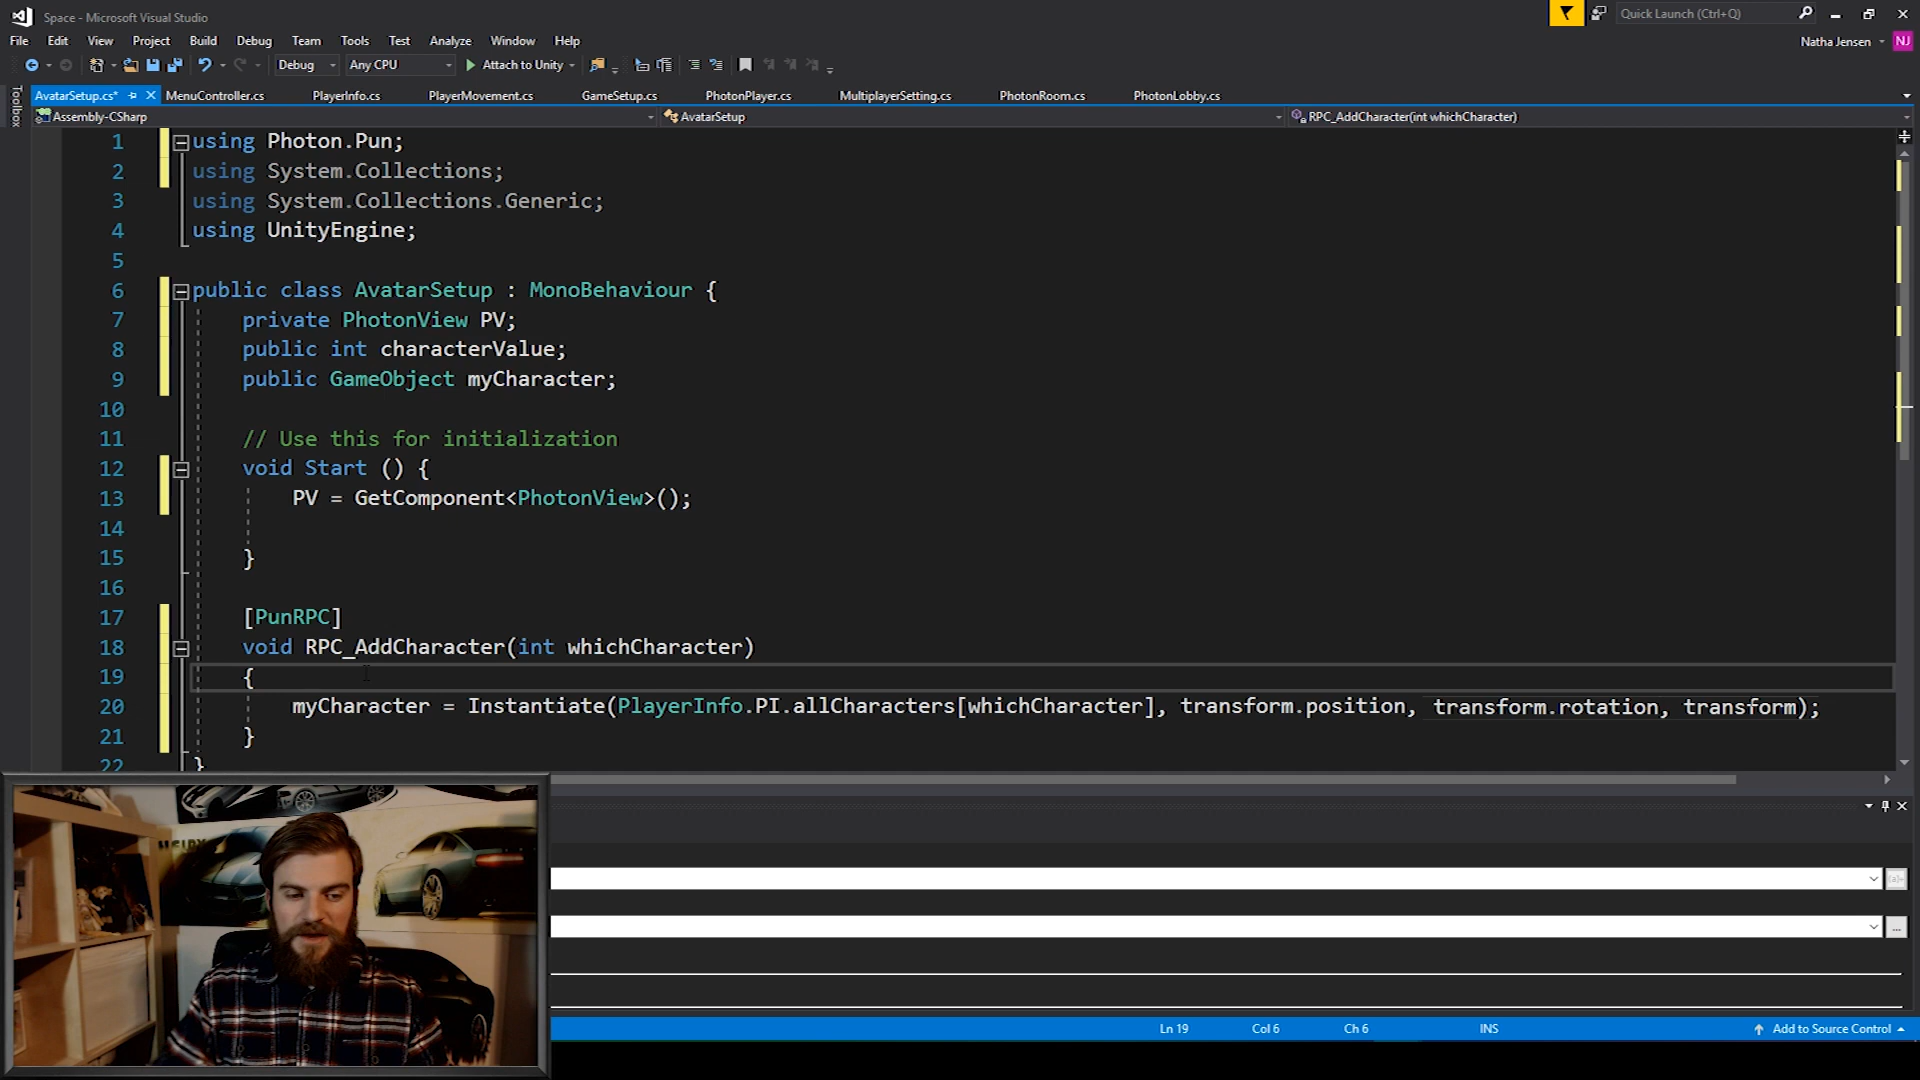 Space - Microsoft Visual Studio
Quick Launch (Ctrl+Q)
File Edit View Project Build Debug Team Tools Test Analyze Window Help
Natha Jensen NJ
Debug Any CPU Attach to Unity
Toolbox
AvatarSetup.cs* MenuController.cs PlayerInfo.cs PlayerMovement.cs GameSetup.cs PhotonPlayer.cs MultiplayerSetting.cs PhotonRoom.cs PhotonLobby.cs
Assembly-CSharp AvatarSetup RPC_AddCharacter(int whichCharacter)
1 using Photon.Pun;
2 using System.Collections;
3 using System.Collections.Generic;
4 using UnityEngine;
5
6 public class AvatarSetup : MonoBehaviour {
7 private PhotonView PV;
8 public int characterValue;
9 public GameObject myCharacter;
10
11 // Use this for initialization
12 void Start () {
13 PV = GetComponent<PhotonView>();
14
15 }
16
17 [PunRPC]
18 void RPC_AddCharacter(int whichCharacter)
19 {
20 myCharacter = Instantiate(PlayerInfo.PI.allCharacters[whichCharacter], transform.position, transform.rotation, transform);
21 }
22 }
...
Ln 19 Col 6 Ch 6 INS Add to Source Control